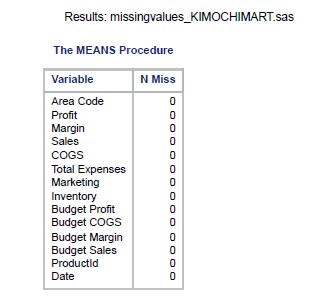 Results: missingvalues_KIMOCHIMART.sas
The MEANS Procedure
Variable N Miss
Area Code 0
Profit 0
Margin 0
Sales 0
COGS 0
Total Expenses 0
Marketing 0
Inventory 0
Budget Profit 0
Budget COGS 0
Budget Margin 0
Budget Sales 0
ProductId 0
Date 0